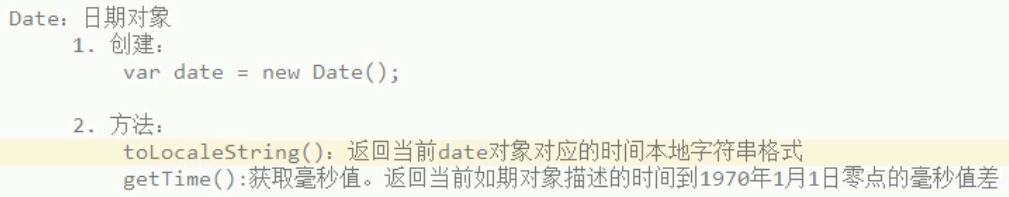 Date：日期对象
1. 创建：
var date = new Date();
2. 方法：
toLocaleString()：返回当前date对象对应的时间本地字符串格式
getTime():获取毫秒值。返回当前如期对象描述的时间到1970年1月1日零点的毫秒值差